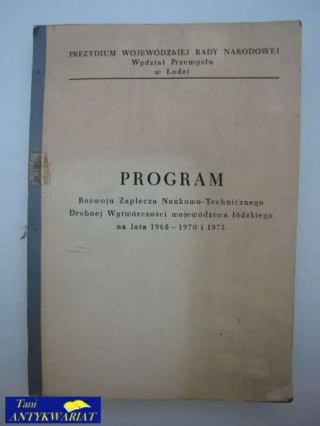 PREZYDIUM WOJEWÓDZKIEJ RADY NARODOWEJ
Wydział Przemysłu
w Łodzi
PROGRAM
Rozwoju Zaplecza Naukowo-Technicznego
Drobnej Wytwórczości województwa łódzkiego
na lata 1968 — 1970 i 1975
Tani
ANTYKWARIAT